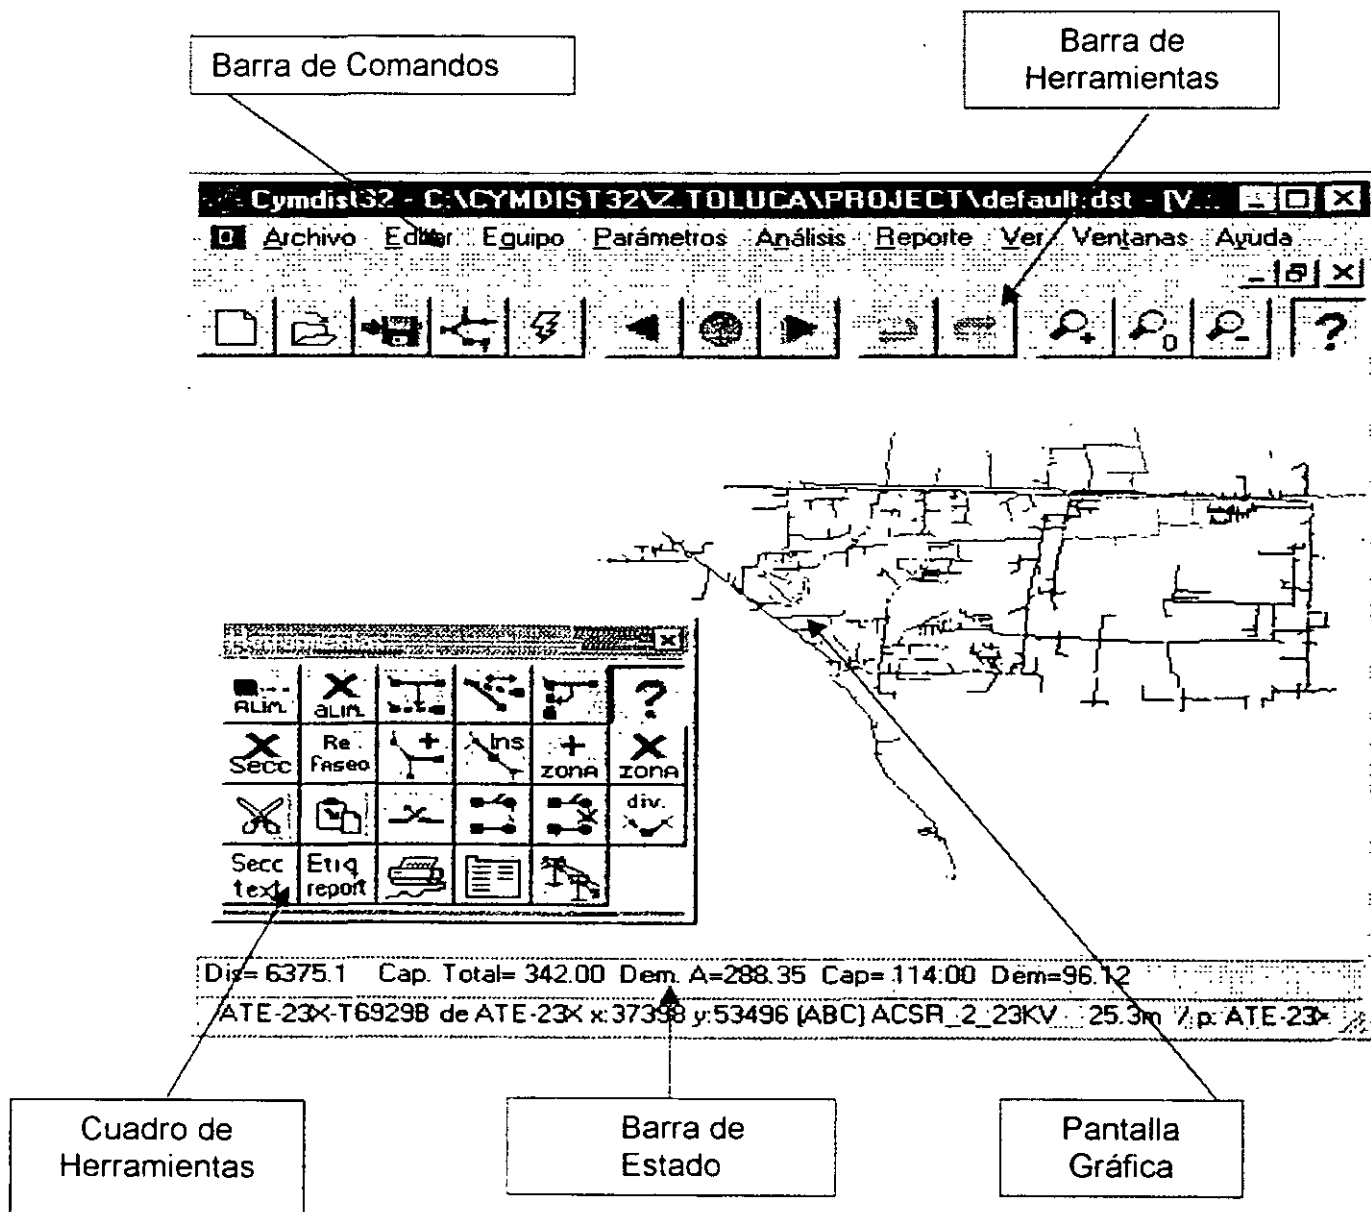 Barra de Comandos
Barra de
Herramientas
Cymdist32 - C:\CYMDIST32\Z.TOLUCA\PROJECT\default.dst - [V...
Archivo Editar Equipo Parámetros Análisis Reporte Ver Ventanas Ayuda
0
?
ALIM.
aLIM.
?
Secc
Re
faseo
Ins
zona
zona
div.
Secc
text
Etiq
report
Dis= 6375.1 Cap. Total= 342.00 Dem. A=288.35 Cap= 114.00 Dem=96.12
ATE-23X-T6929B de ATE-23X x:37398 y:53496 (ABC) ACSR_2_23KV 25.3m / p: ATE-23X
Cuadro de
Herramientas
Barra de
Estado
Pantalla
Gráfica